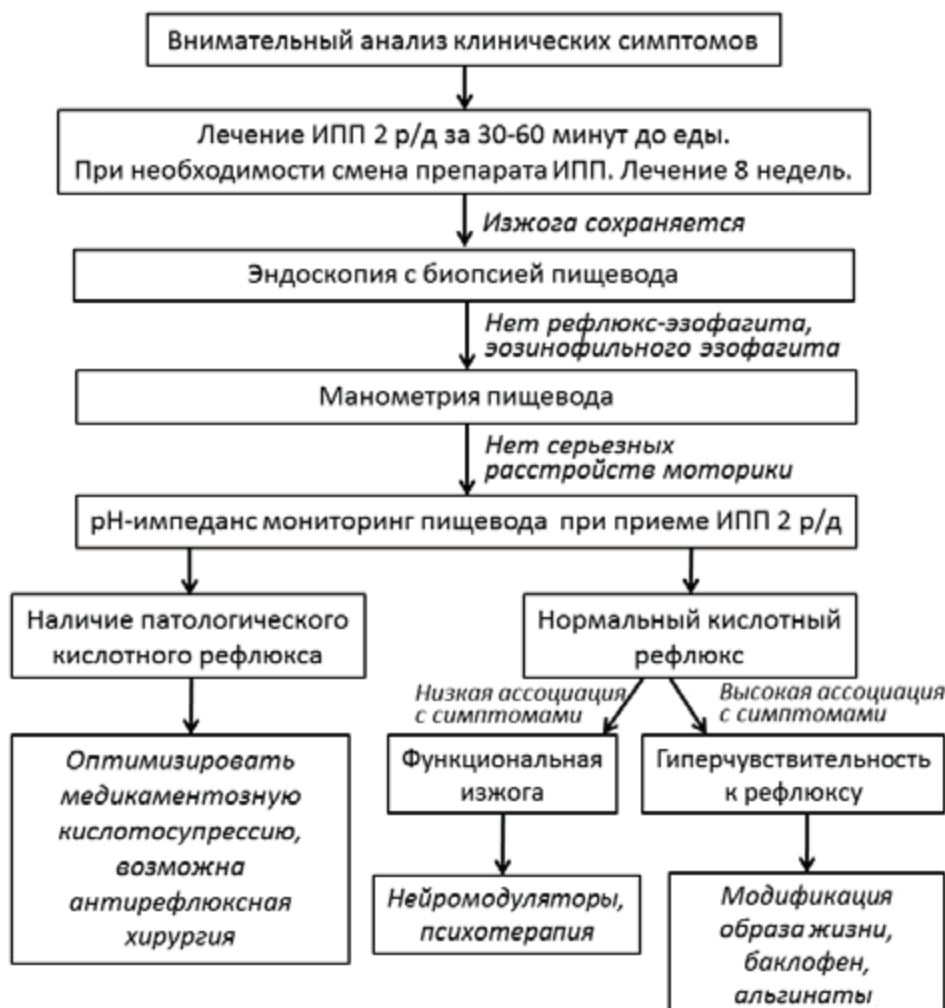 Внимательный анализ клинических симптомов
Лечение ИПП 2 р/д за 30-60 минут до еды.
При необходимости смена препарата ИПП. Лечение 8 недель.
Изжога сохраняется
Эндоскопия с биопсией пищевода
Нет рефлюкс-эзофагита,
эозинофильного эзофагита
Манометрия пищевода
Нет серьезных
расстройств моторики
pH-импеданс мониторинг пищевода при приеме ИПП 2 р/д
Наличие патологического
кислотного рефлюкса
Нормальный кислотный
рефлюкс
Низкая ассоциация
с симптомами
Высокая ассоциация
с симптомами
Оптимизировать
медикаментозную
кислотосупрессию,
возможна
антирефлюксная
хирургия
Функциональная
изжога
Гиперчувствительность
к рефлюксу
Нейромодуляторы,
психотерапия
Модификация
образа жизни,
баклофен,
альгинаты